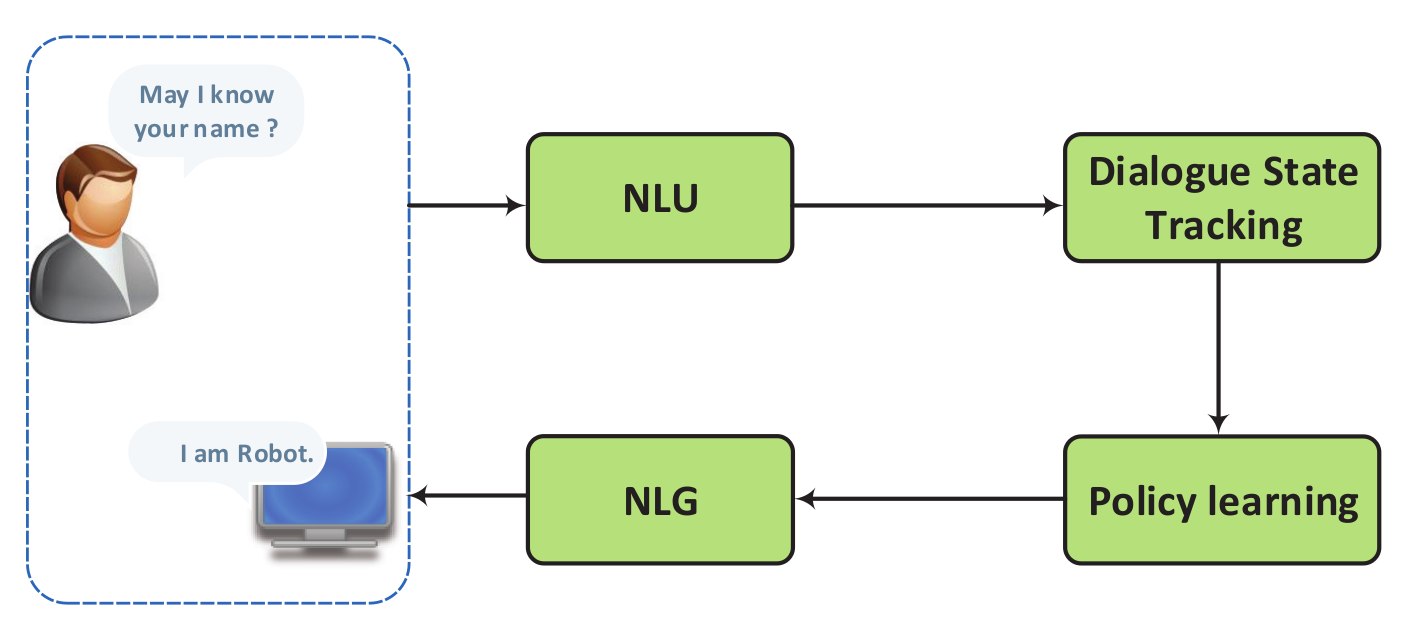 May I know
your name ?
NLU
Dialogue State
Tracking
I am Robot.
NLG
Policy learning